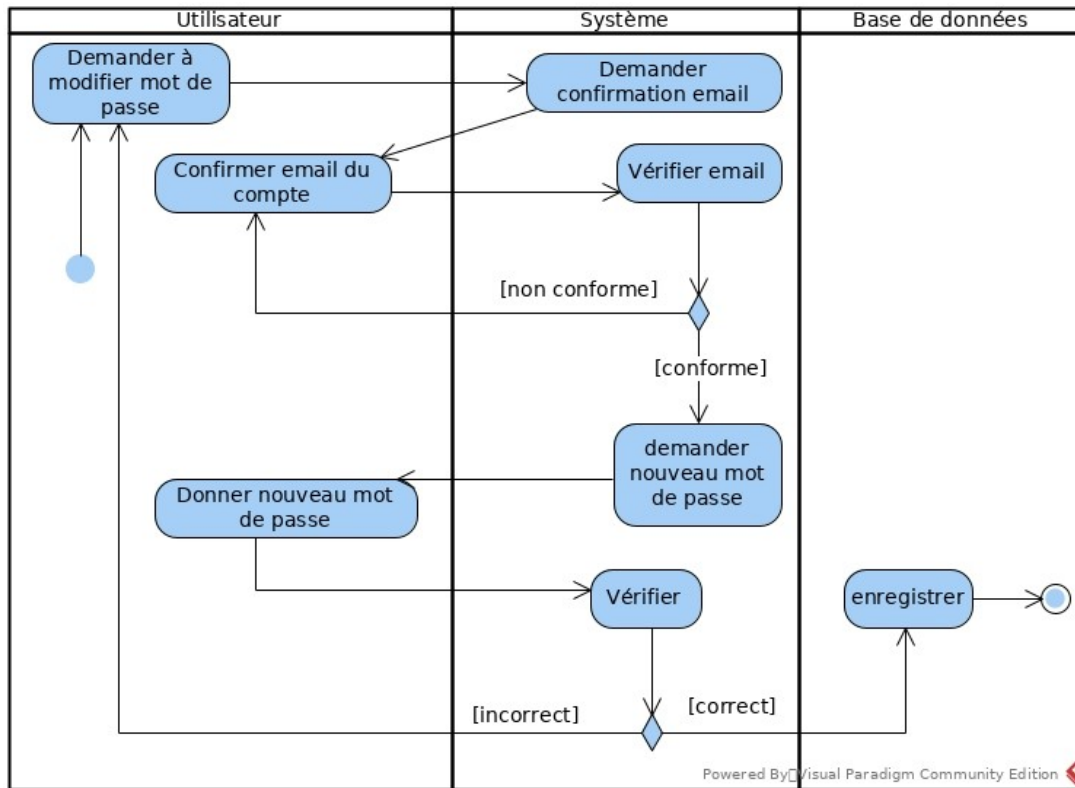 Utilisateur
Système
Base de données
Demander à
modifier mot de
passe
Demander
confirmation email
Confirmer email du
compte
Vérifier email
[non conforme]
[conforme]
demander
nouveau mot
de passe
Donner nouveau mot
de passe
Vérifier
enregistrer
[incorrect]
[correct]
Powered By Visual Paradigm Community Edition